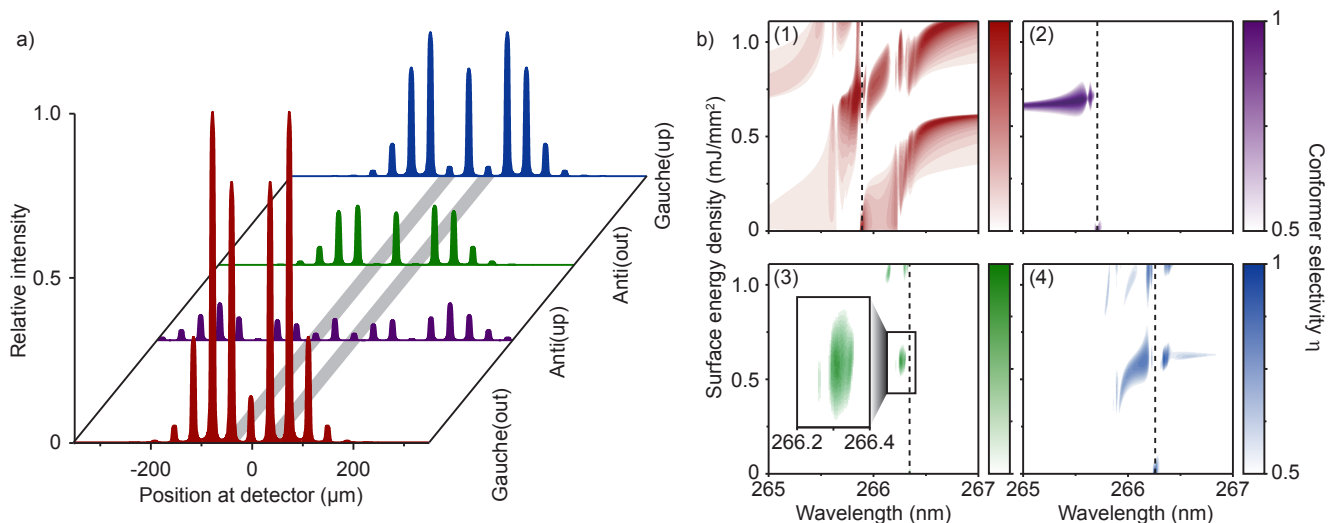 a)
Relative intensity
1.0
0.5
0
-200
0
200
Position at detector (µm)
Gauche(out)
Anti(up)
Anti(out)
Gauche(up)
b)
Surface energy density (mJ/mm²)
1.0
0.5
0
(1)
(2)
1
0.5
1.0
0.5
0
(3)
266.2
266.4
(4)
1
0.5
Conformer selectivity η
265
266
267
265
266
267
Wavelength (nm)
Wavelength (nm)